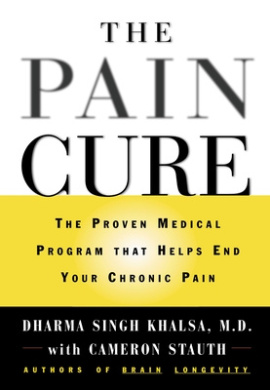 THE
PAIN
CURE
THE PROVEN MEDICAL
PROGRAM THAT HELPS END
YOUR CHRONIC PAIN
DHARMA SINGH KHALSA, M.D.
with CAMERON STAUTH
AUTHORS OF BRAIN LONGEVITY